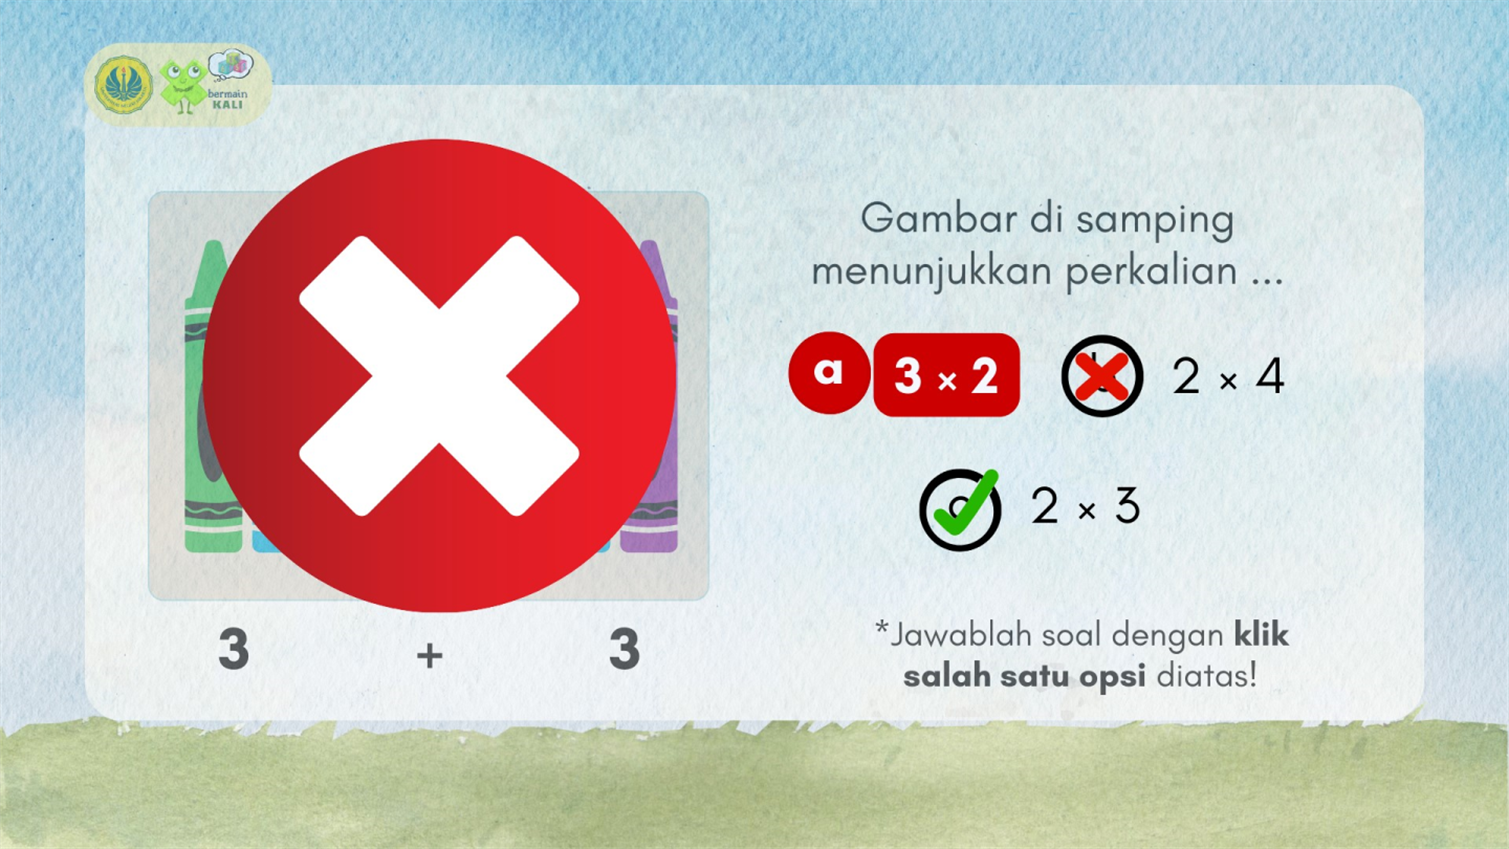 bermain
KALI
Gambar di samping
menunjukkan perkalian ...
a 3 × 2
2 × 4
2 × 3
3 + 3
*Jawablah soal dengan klik
salah satu opsi diatas!